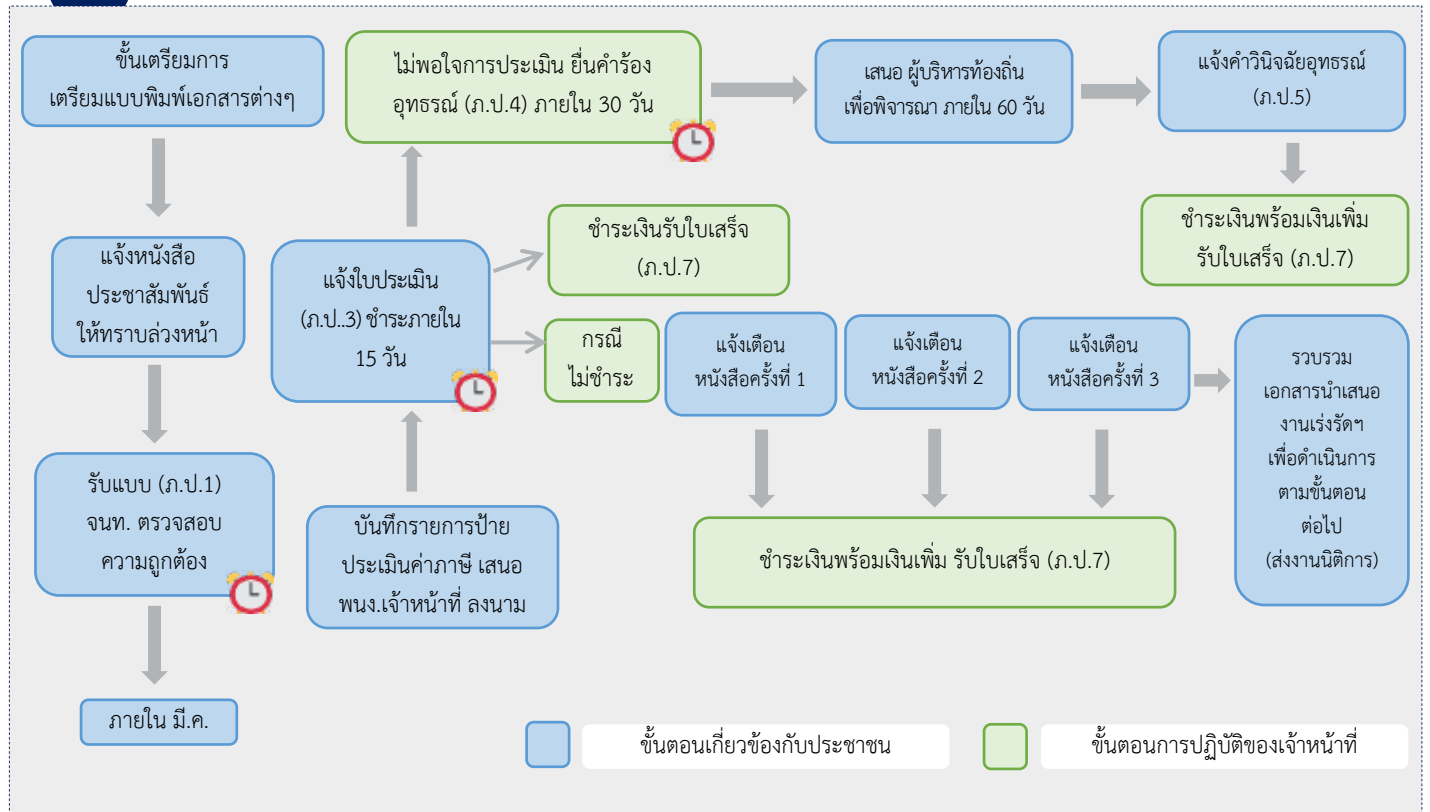 ขั้นเตรียมการ
เตรียมแบบพิมพ์เอกสารต่างๆ
แจ้งหนังสือ
ประชาสัมพันธ์
ให้ทราบล่วงหน้า
รับแบบ (ภ.ป.1)
จนท. ตรวจสอบ
ความถูกต้อง
ภายใน มี.ค.
บันทึกรายการป้าย
ประเมินค่าภาษี เสนอ
พนง.เจ้าหน้าที่ ลงนาม
แจ้งใบประเมิน
(ภ.ป..3) ชำระภายใน
15 วัน
ไม่พอใจการประเมิน ยื่นคำร้อง
อุทธรณ์ (ภ.ป.4) ภายใน 30 วัน
เสนอ ผู้บริหารท้องถิ่น
เพื่อพิจารณา ภายใน 60 วัน
แจ้งคำวินิจฉัยอุทธรณ์
(ภ.ป.5)
ชำระเงินพร้อมเงินเพิ่ม
รับใบเสร็จ (ภ.ป.7)
ชำระเงินรับใบเสร็จ
(ภ.ป.7)
กรณี
ไม่ชำระ
แจ้งเตือน
หนังสือครั้งที่ 1
แจ้งเตือน
หนังสือครั้งที่ 2
แจ้งเตือน
หนังสือครั้งที่ 3
รวบรวม
เอกสารนำเสนอ
งานเร่งรัดฯ
เพื่อดำเนินการ
ตามขั้นตอน
ต่อไป
(ส่งงานนิติการ)
ชำระเงินพร้อมเงินเพิ่ม รับใบเสร็จ (ภ.ป.7)
ขั้นตอนเกี่ยวข้องกับประชาชน
ขั้นตอนการปฏิบัติของเจ้าหน้าที่